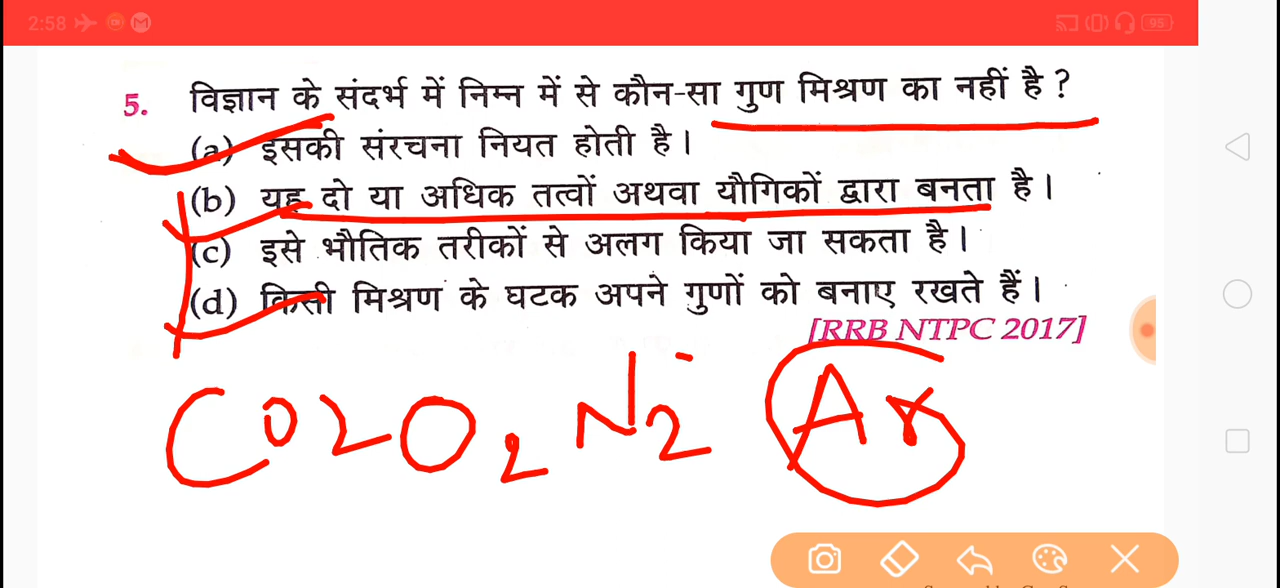 2:58 95
5. विज्ञान के संदर्भ में निम्न में से कौन-सा गुण मिश्रण का नहीं है ?
(a) इसकी संरचना नियत होती है।
(b) यह दो या अधिक तत्वों अथवा यौगिकों द्वारा बनता है।
(c) इसे भौतिक तरीकों से अलग किया जा सकता है।
(d) किसी मिश्रण के घटक अपने गुणों को बनाए रखते हैं।
[RRB NTPC 2017]
CO2 O2 N2 Ar